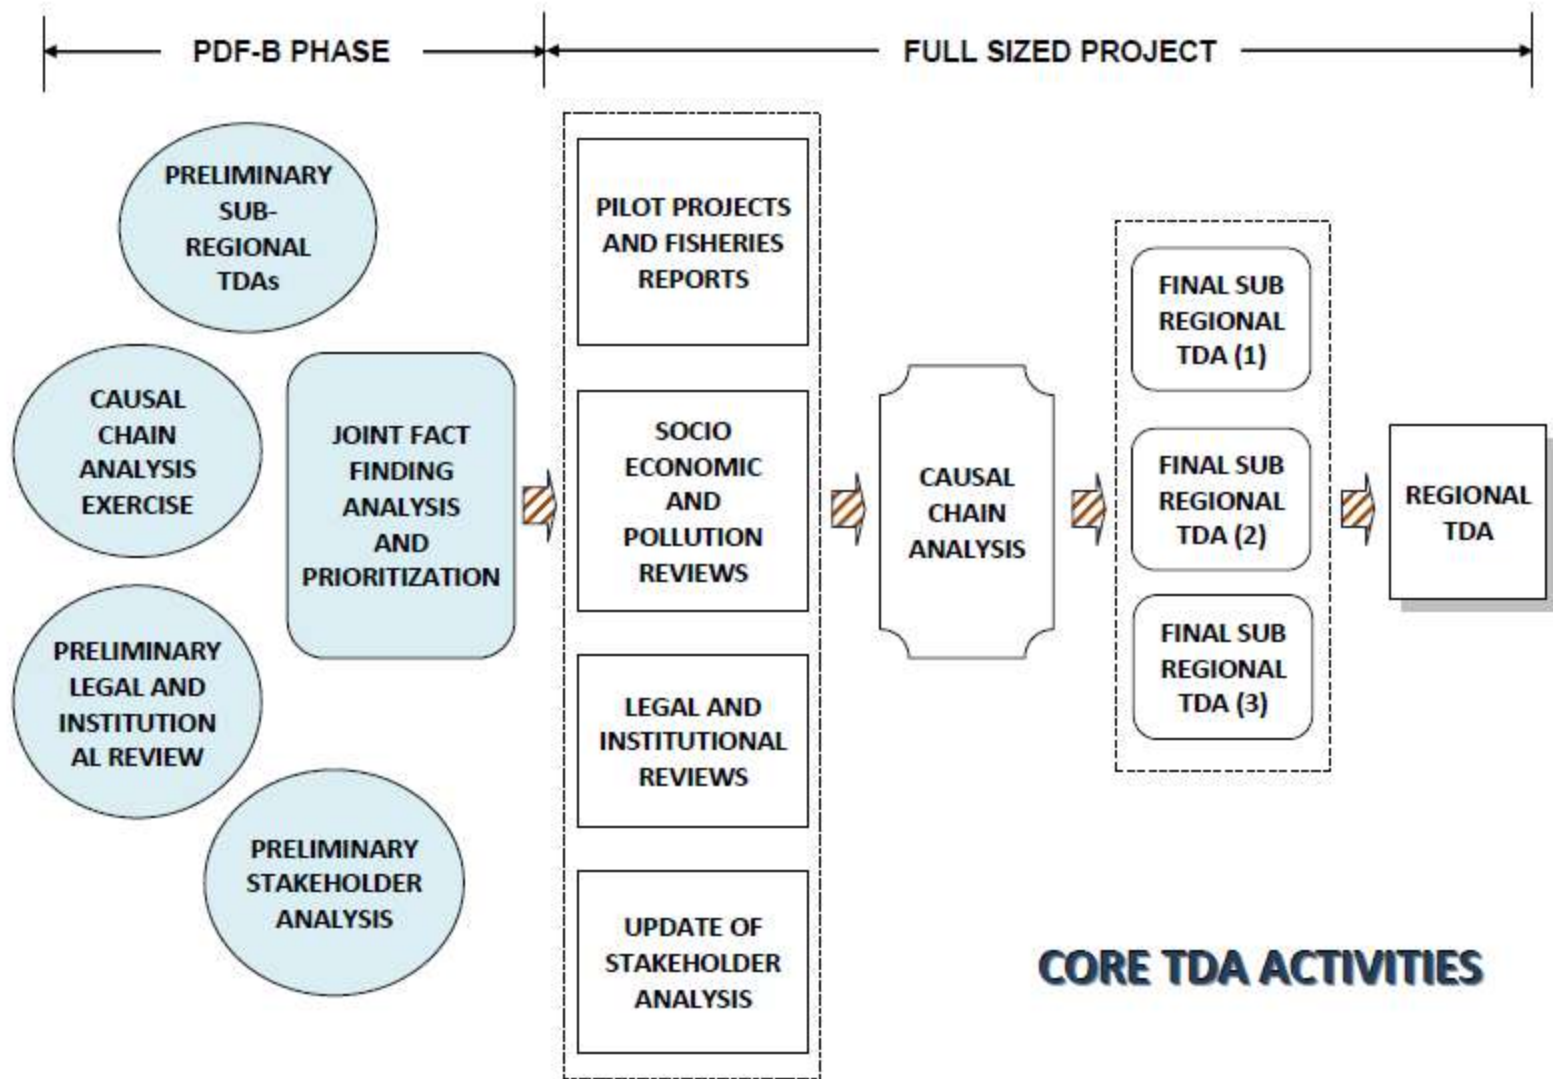 PDF-B PHASE
FULL SIZED PROJECT
PRELIMINARY
SUB-
REGIONAL
TDAs
CAUSAL
CHAIN
ANALYSIS
EXERCISE
PRELIMINARY
LEGAL AND
INSTITUTION
AL REVIEW
PRELIMINARY
STAKEHOLDER
ANALYSIS
JOINT FACT
FINDING
ANALYSIS
AND
PRIORITIZATION
PILOT PROJECTS
AND FISHERIES
REPORTS
SOCIO
ECONOMIC
AND
POLLUTION
REVIEWS
LEGAL AND
INSTITUTIONAL
REVIEWS
UPDATE OF
STAKEHOLDER
ANALYSIS
CAUSAL
CHAIN
ANALYSIS
FINAL SUB
REGIONAL
TDA (1)
FINAL SUB
REGIONAL
TDA (2)
FINAL SUB
REGIONAL
TDA (3)
REGIONAL
TDA
CORE TDA ACTIVITIES